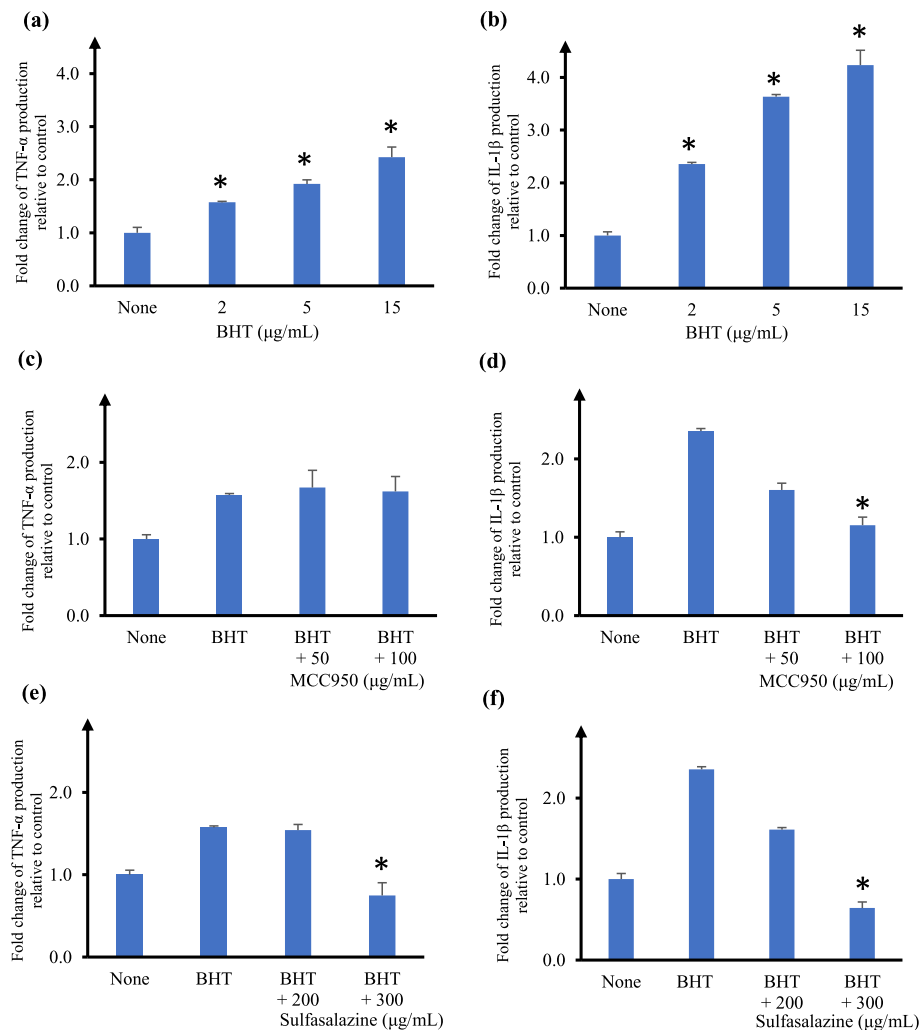 (a)
Fold change of TNF-α production
relative to control
4.0
3.0
2.0
1.0
0.0
*
*
*
None
2
5
15
BHT (μg/mL)
(b)
Fold change of IL-1β production
relative to control
4.0
3.0
2.0
1.0
0.0
*
*
*
None
2
5
15
BHT (μg/mL)
(c)
Fold change of TNF-α production
relative to control
2.0
1.0
0.0
None
BHT
BHT
+ 50
BHT
+ 100
MCC950 (μg/mL)
(d)
Fold change of IL-1β production
relative to control
2.0
1.0
0.0
*
None
BHT
BHT
+ 50
BHT
+ 100
MCC950 (μg/mL)
(e)
Fold change of TNF-α production
relative to control
2.0
1.0
0.0
*
None
BHT
BHT
+ 200
BHT
+ 300
Sulfasalazine (μg/mL)
(f)
Fold change of IL-1β production
relative to control
2.0
1.0
0.0
*
None
BHT
BHT
+ 200
BHT
+ 300
Sulfasalazine (μg/mL)